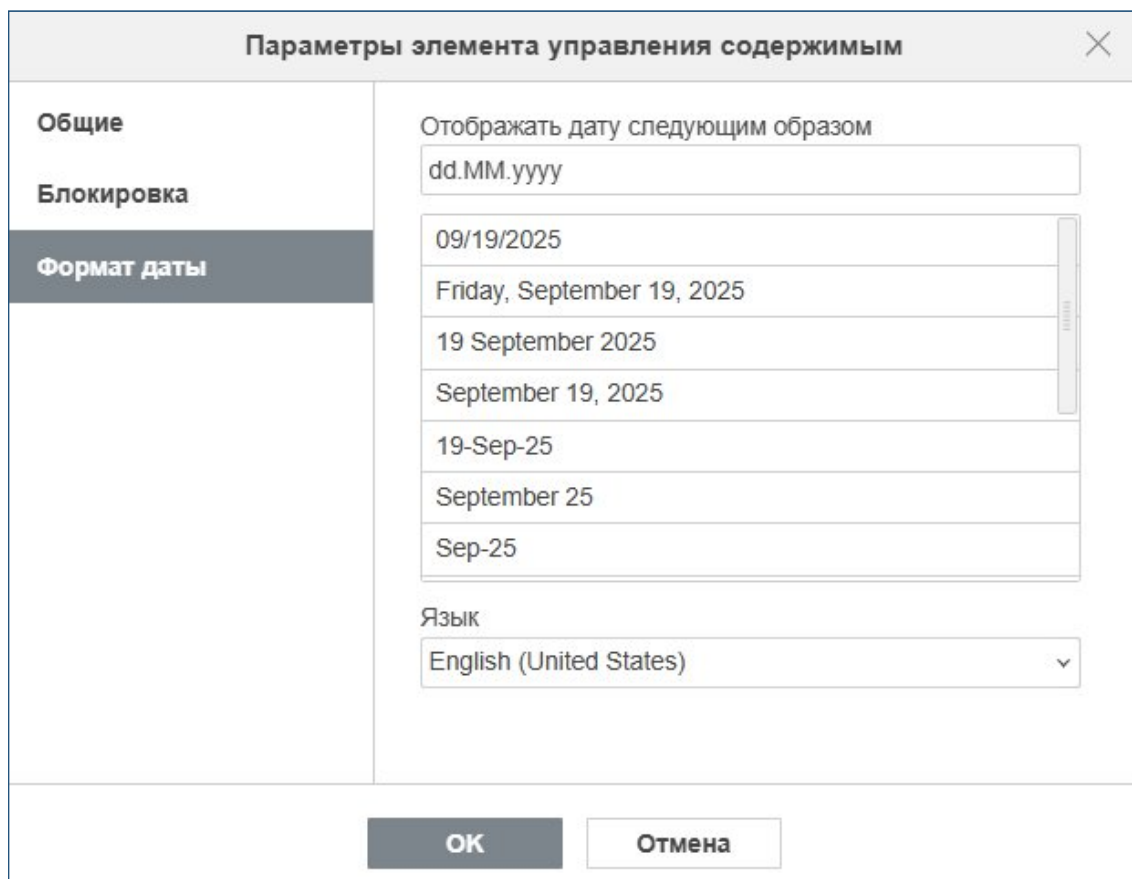 Параметры элемента управления содержимым
Общие
Блокировка
Формат даты
Отображать дату следующим образом
dd.MM.yyyy
09/19/2025
Friday, September 19, 2025
19 September 2025
September 19, 2025
19-Sep-25
September 25
Sep-25
Язык
English (United States)
ОК
Отмена